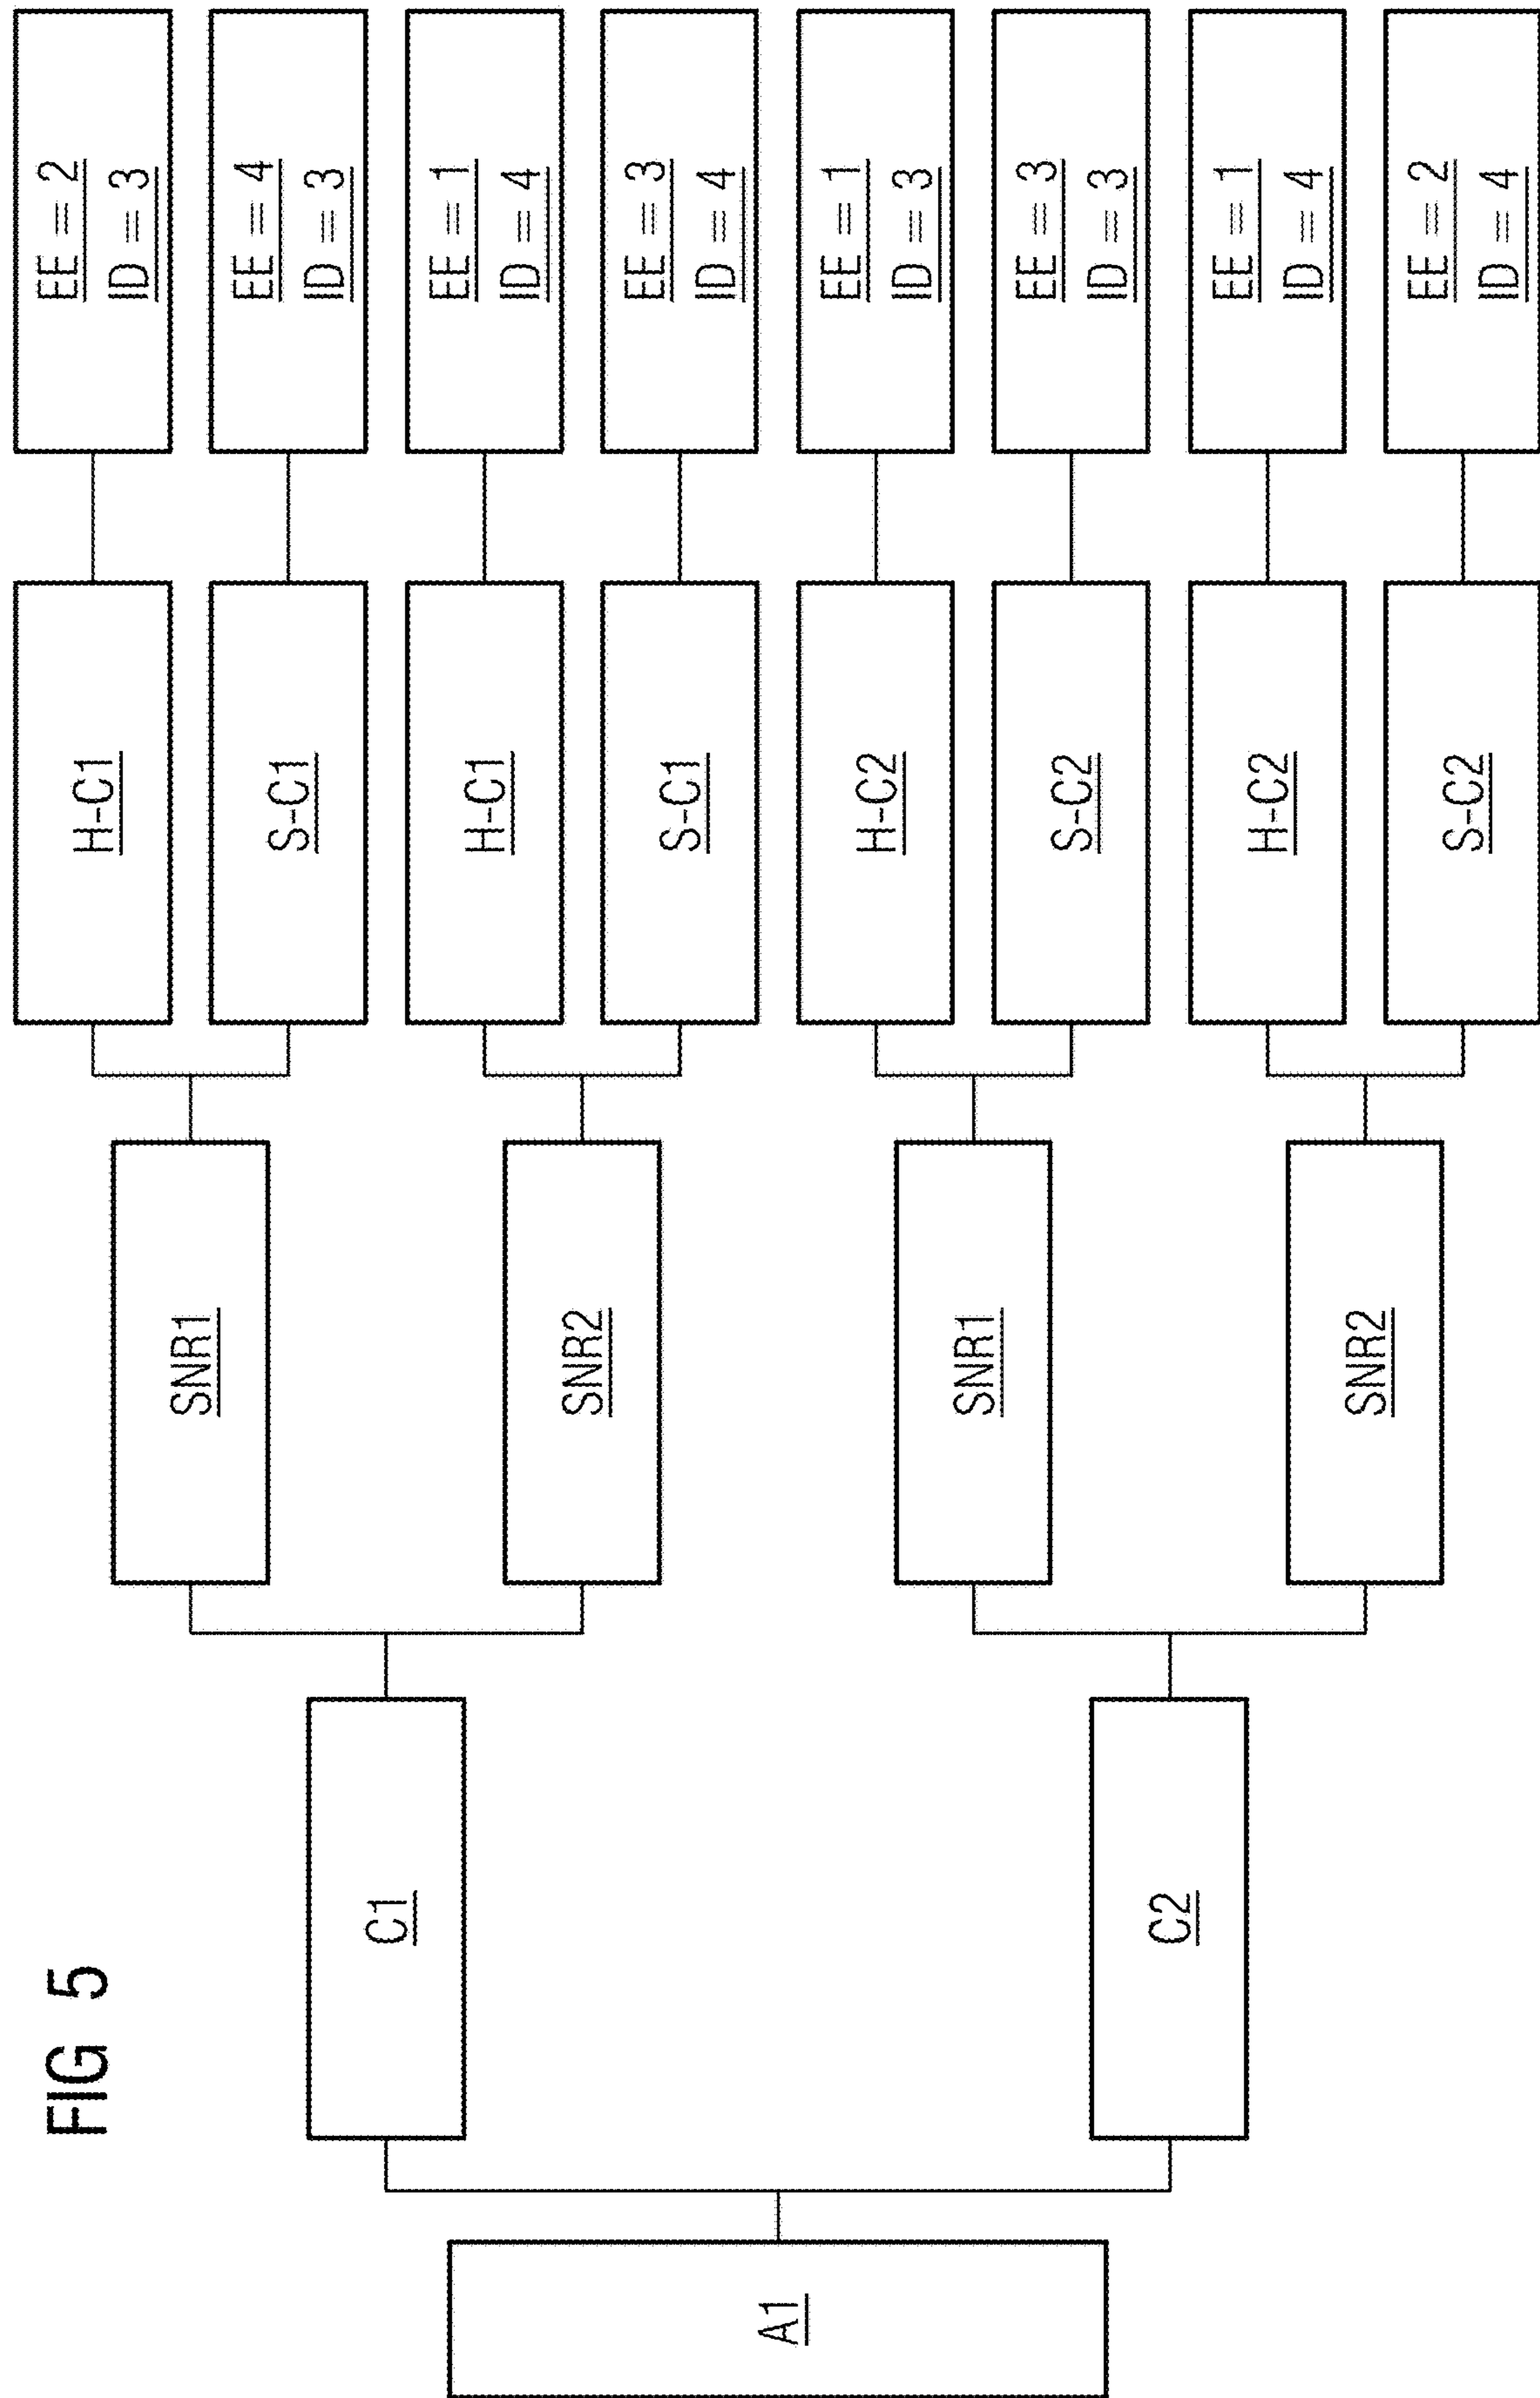 FIG 5
A1
C1
C2
SNR1
SNR2
SNR1
SNR2
H-C1
S-C1
H-C1
S-C1
H-C2
S-C2
H-C2
S-C2
EE = 2
ID = 3
EE = 4
ID = 3
EE = 1
ID = 4
EE = 3
ID = 4
EE = 1
ID = 3
EE = 3
ID = 3
EE = 1
ID = 4
EE = 2
ID = 4